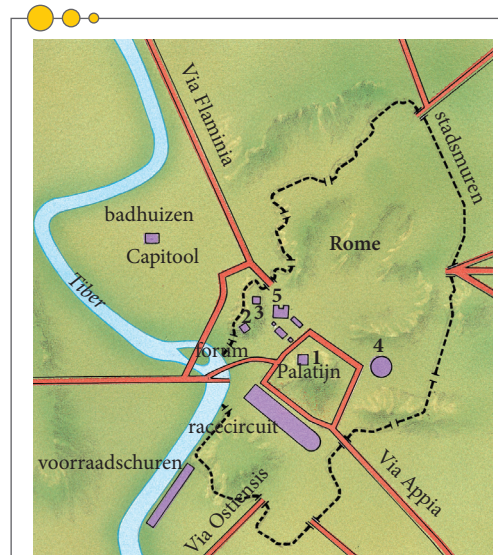 Via Flaminia
stadsmuren
badhuizen
Capitool
Rome
Tiber
5
3
2
forum
1
4
Palatijn
racecircuit
voorraadschuren
Via Ostiensis
Via Appia